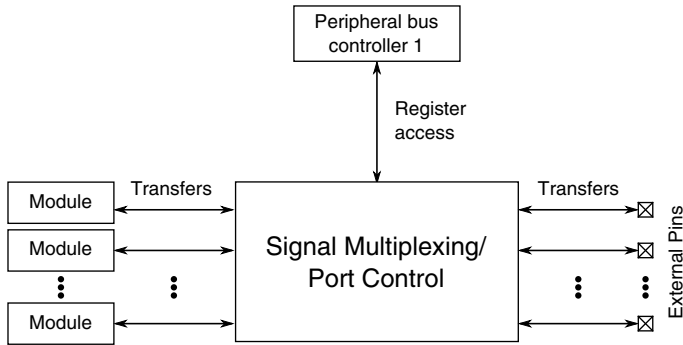 Peripheral bus
controller 1
Register
access
Module
Transfers
Transfers
Module
Signal Multiplexing/
Port Control
Module
External Pins